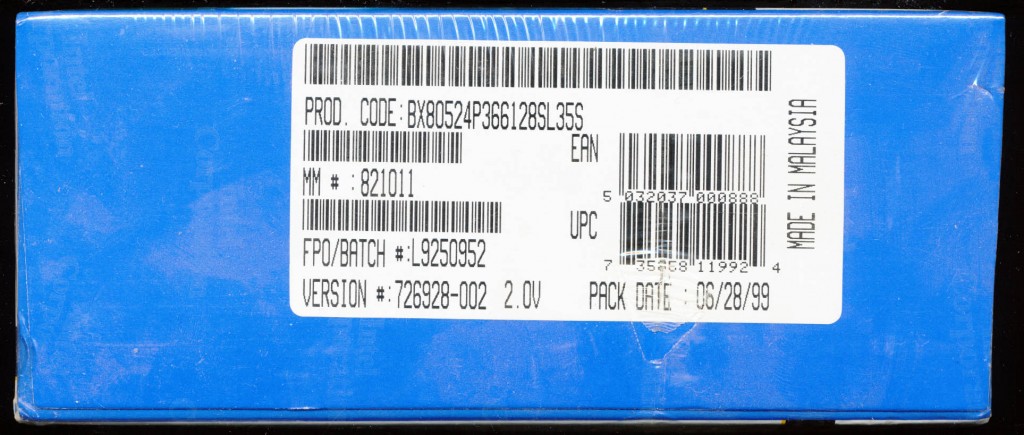 PROD. CODE:BX80524P366128SL35S
EAN
5 032037 000888
MM # : 821011
UPC
7 35858 11992 4
FPO/BATCH #:L9250952
VERSION #:726928-002 2.0V
PACK DATE : 06/28/99
MADE IN MALAYSIA